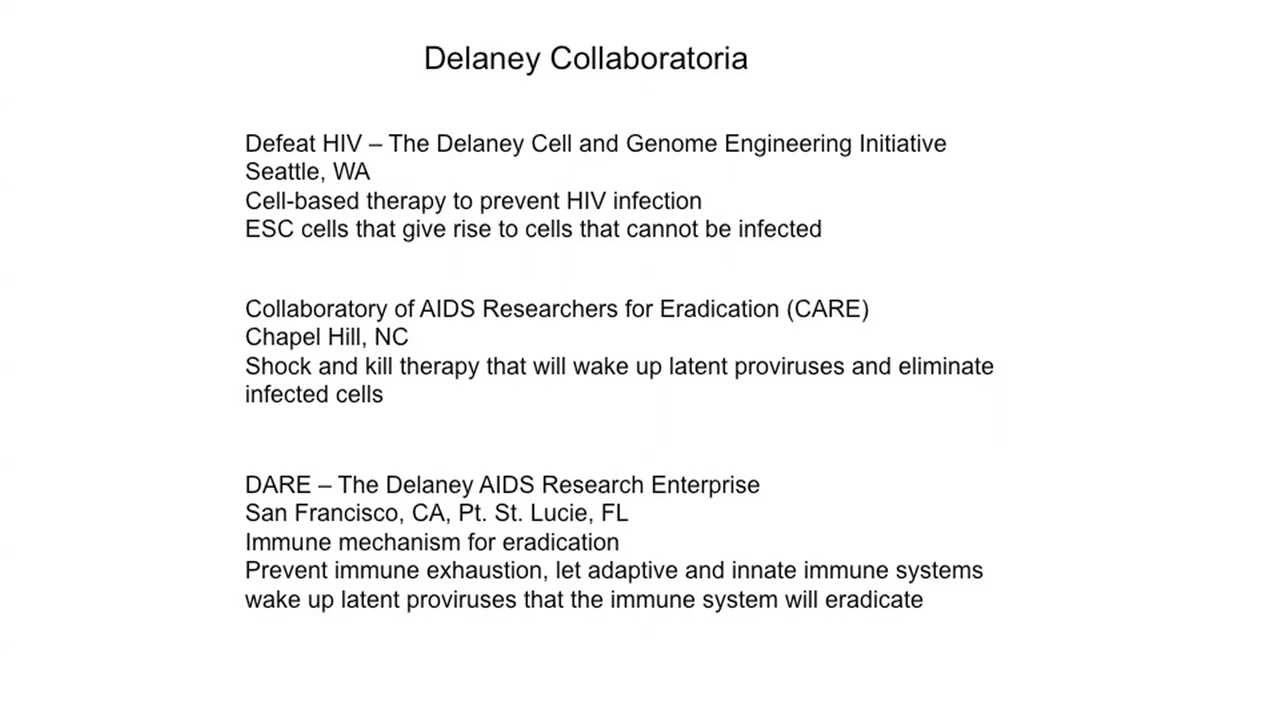 Delaney Collaboratoria
Defeat HIV – The Delaney Cell and Genome Engineering Initiative
Seattle, WA
Cell-based therapy to prevent HIV infection
ESC cells that give rise to cells that cannot be infected
Collaboratory of AIDS Researchers for Eradication (CARE)
Chapel Hill, NC
Shock and kill therapy that will wake up latent proviruses and eliminate
infected cells
DARE – The Delaney AIDS Research Enterprise
San Francisco, CA, Pt. St. Lucie, FL
Immune mechanism for eradication
Prevent immune exhaustion, let adaptive and innate immune systems
wake up latent proviruses that the immune system will eradicate